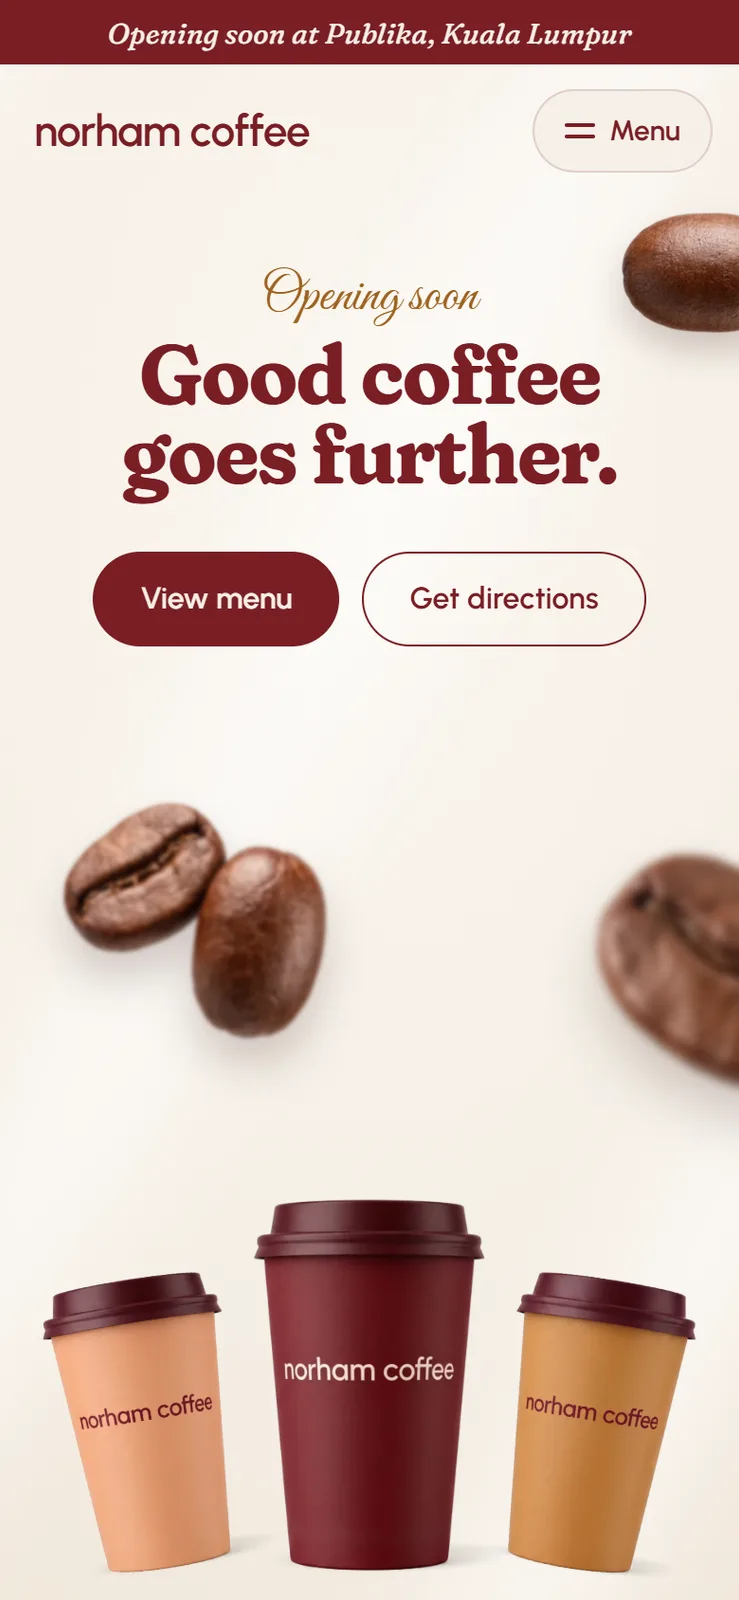 Opening soon at Publika, Kuala Lumpur
norham coffee
Menu
Opening soon
Good coffee
goes further.
View menu
Get directions
norham coffee
norham coffee
norham coffee